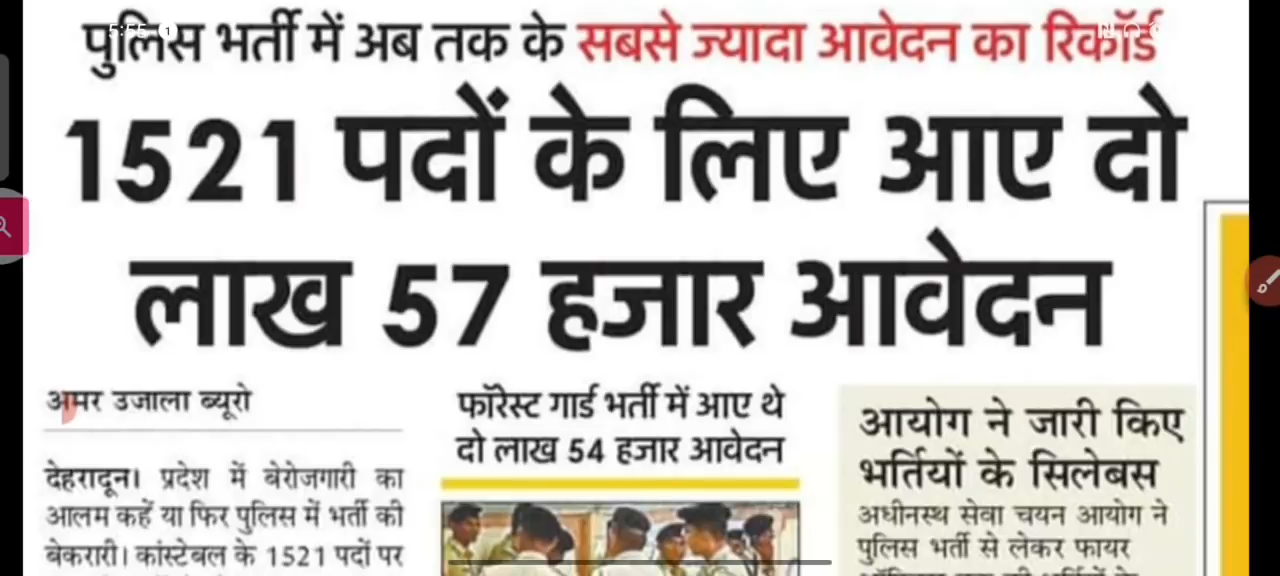 5:55
पुलिस भर्ती में अब तक के सबसे ज्यादा आवेदन का रिकॉर्ड
1521 पदों के लिए आए दो
लाख 57 हजार आवेदन
अमर उजाला ब्यूरो
देहरादून। प्रदेश में बेरोजगारी का
आलम कहें या फिर पुलिस में भर्ती की
बेकरारी। कांस्टेबल के 1521 पदों पर
फॉरेस्ट गार्ड भर्ती में आए थे
दो लाख 54 हजार आवेदन
आयोग ने जारी किए
भर्तियों के सिलेबस
अधीनस्थ सेवा चयन आयोग ने
पुलिस भर्ती से लेकर फायर